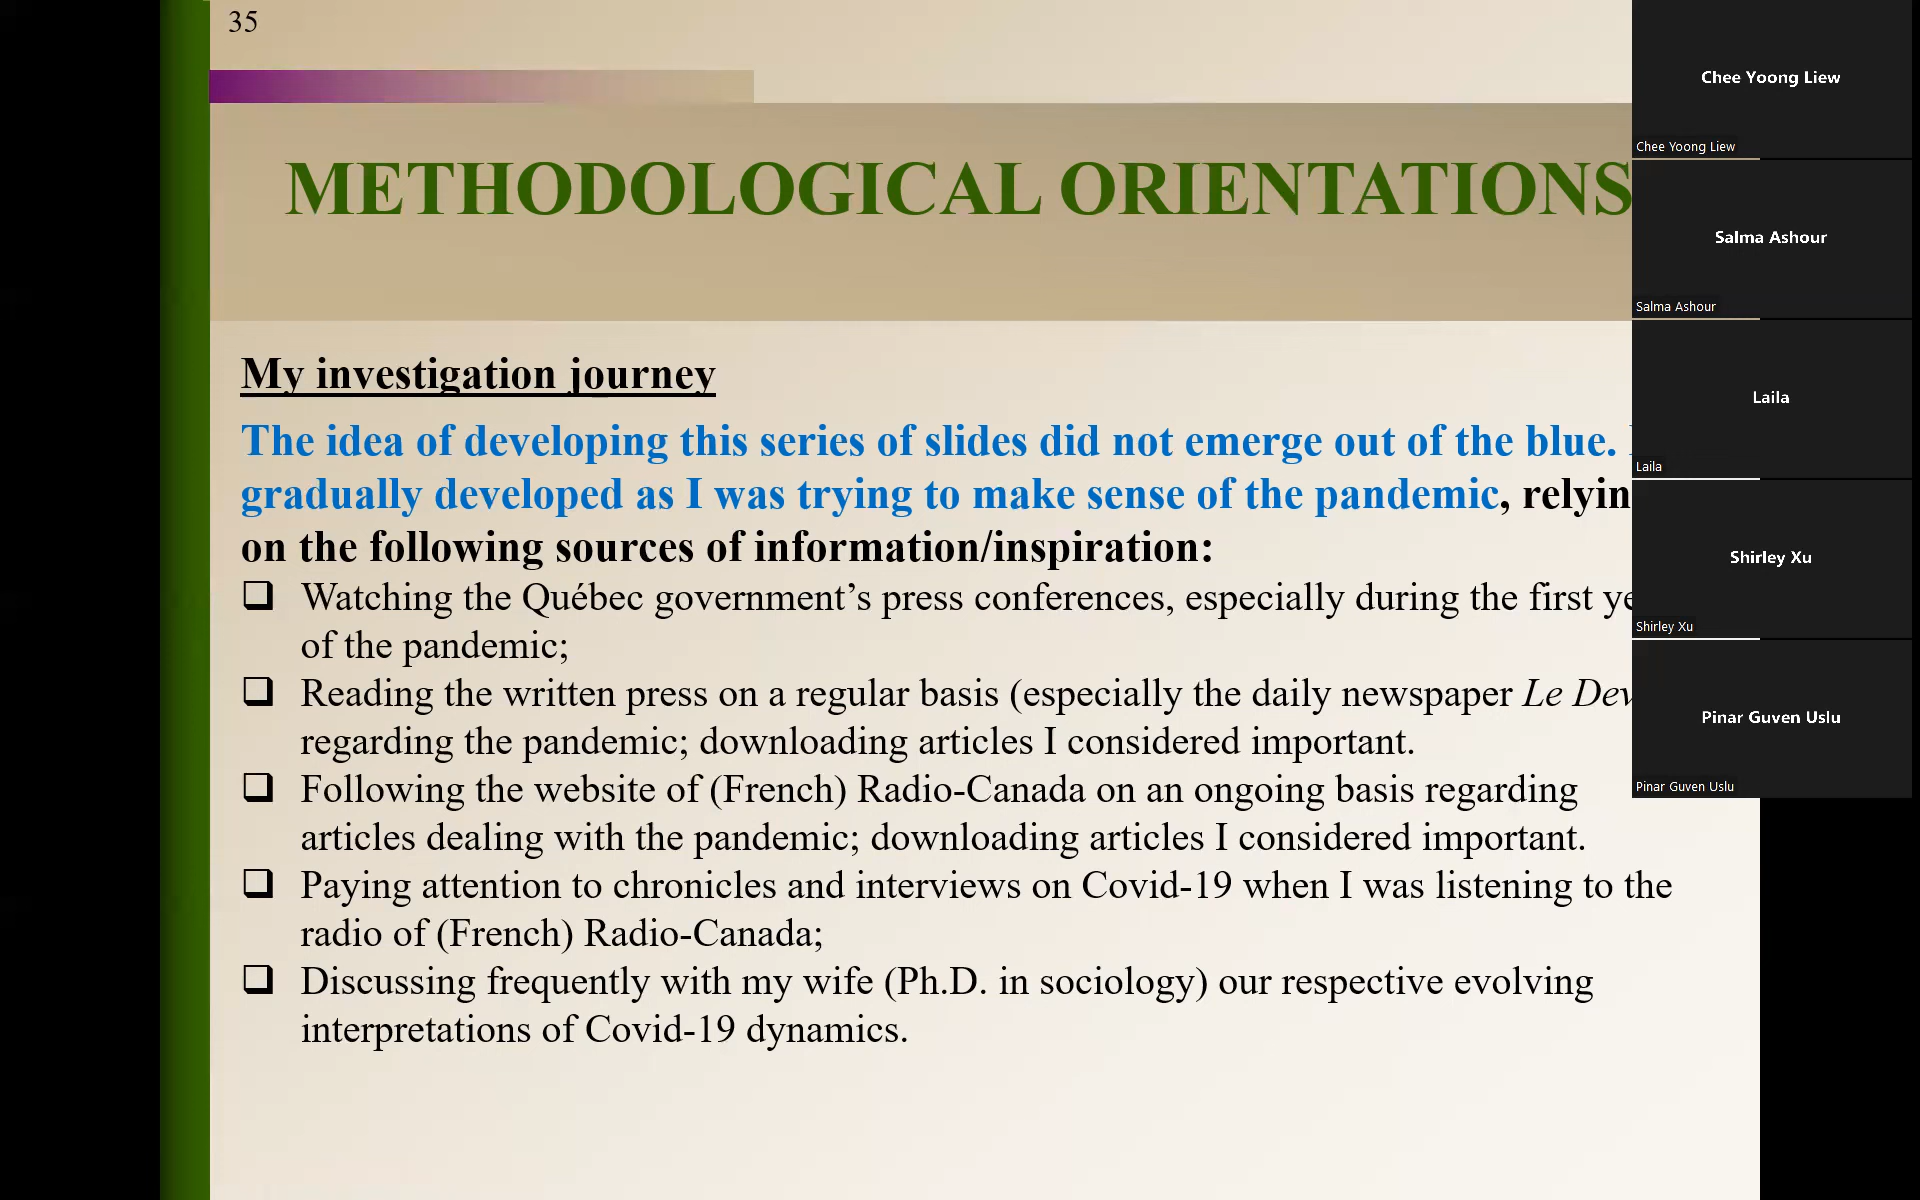 35
METHODOLOGICAL ORIENTATIONS
My investigation journey
The idea of developing this series of slides did not emerge out of the blue.
gradually developed as I was trying to make sense of the pandemic, relyin
on the following sources of information/inspiration:
❑ Watching the Québec government’s press conferences, especially during the first ye
of the pandemic;
❑ Reading the written press on a regular basis (especially the daily newspaper Le Dev
regarding the pandemic; downloading articles I considered important.
❑ Following the website of (French) Radio-Canada on an ongoing basis regarding
articles dealing with the pandemic; downloading articles I considered important.
❑ Paying attention to chronicles and interviews on Covid-19 when I was listening to the
radio of (French) Radio-Canada;
❑ Discussing frequently with my wife (Ph.D. in sociology) our respective evolving
interpretations of Covid-19 dynamics.
Chee Yoong Liew
Chee Yoong Liew
Salma Ashour
Salma Ashour
Laila
Laila
Shirley Xu
Shirley Xu
Pinar Guven Uslu
Pinar Guven Uslu